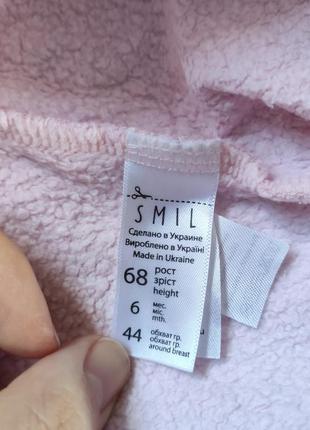 SMIL
Сделано в Украине
Вироблено в Україні
Made in Ukraine
68 рост
зріст
height
6 мес.
міс.
mth.
44 обхват гр.
обхват гр.
around breast